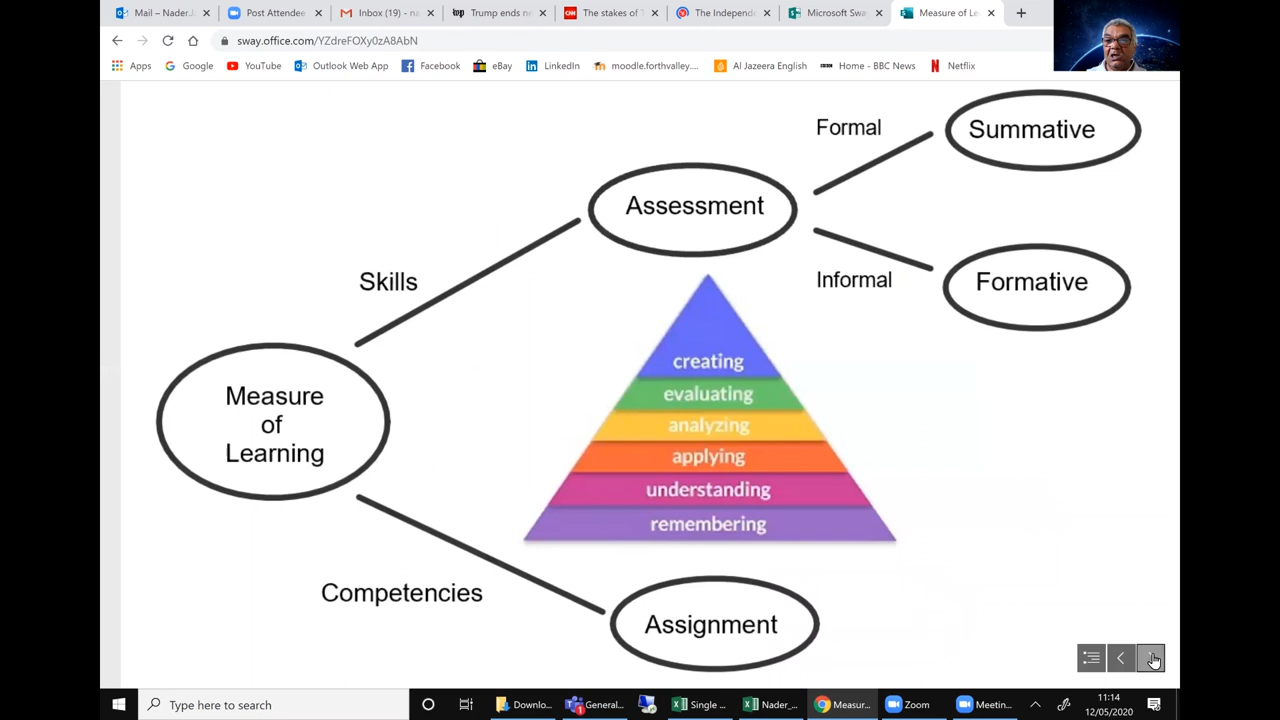 Mail – Nader.
Post Attendee
Inbox (19) - n
Trump ends n
The stakes of T
The Independ
Microsoft Swa
Measure of Le
sway.office.com/YZdreFOXy0zA8AbN
Apps
Google
YouTube
Outlook Web App
Facebook
eBay
LinkedIn
moodle.forthvalley....
Al Jazeera English
Home - BBC News
Netflix
Formal
Summative
Assessment
Skills
Informal
Formative
Measure
of
Learning
creating
evaluating
analyzing
applying
understanding
remembering
Competencies
Assignment
Type here to search
Downlo...
General...
Single ...
Nader_...
Measur...
Zoom
Meetin...
11:14
12/05/2020